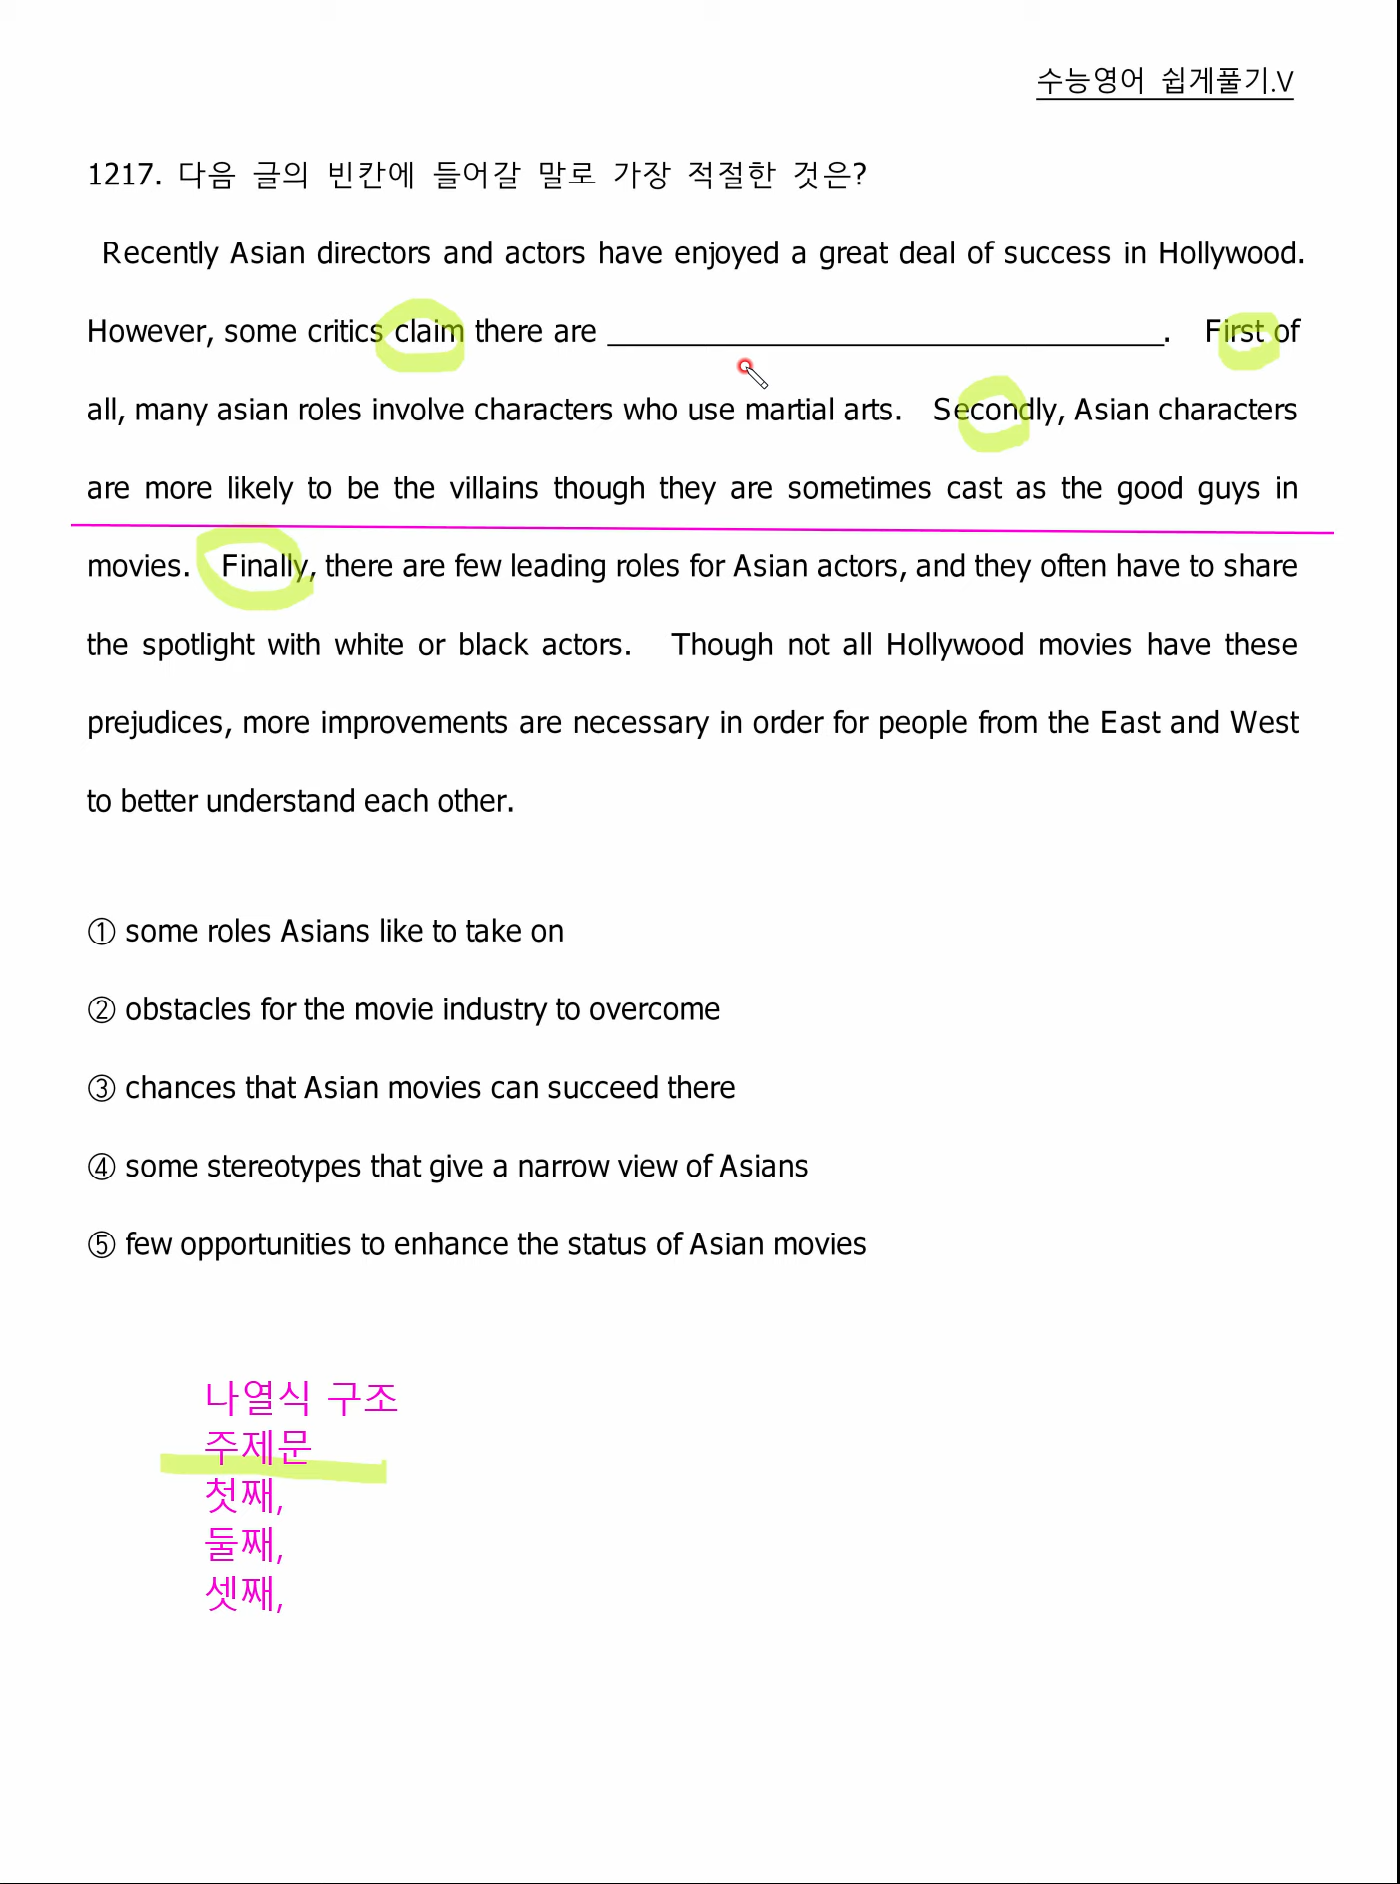 수능영어 쉽게풀기.V
1217. 다음 글의 빈칸에 들어갈 말로 가장 적절한 것은?
Recently Asian directors and actors have enjoyed a great deal of success in Hollywood.
However, some critics claim there are ______________________________. First of
all, many asian roles involve characters who use martial arts. Secondly, Asian characters
are more likely to be the villains though they are sometimes cast as the good guys in
movies. Finally, there are few leading roles for Asian actors, and they often have to share
the spotlight with white or black actors. Though not all Hollywood movies have these
prejudices, more improvements are necessary in order for people from the East and West
to better understand each other.
① some roles Asians like to take on
② obstacles for the movie industry to overcome
③ chances that Asian movies can succeed there
④ some stereotypes that give a narrow view of Asians
⑤ few opportunities to enhance the status of Asian movies
나열식 구조
주제문
첫째,
둘째,
셋째,